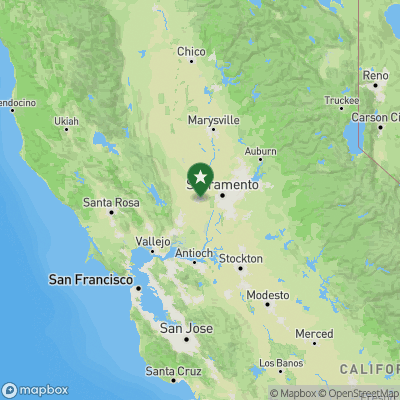 Chico
Reno
Truckee
endocino
Ukiah
Marysville
Carson Ci
Auburn
Sacramento
Santa Rosa
Vallejo
Antioch
Stockton
San Francisco
Modesto
San Jose
Merced
Los Banos
CALIFOR
Santa Cruz
mapbox
© Mapbox © OpenStreetMap